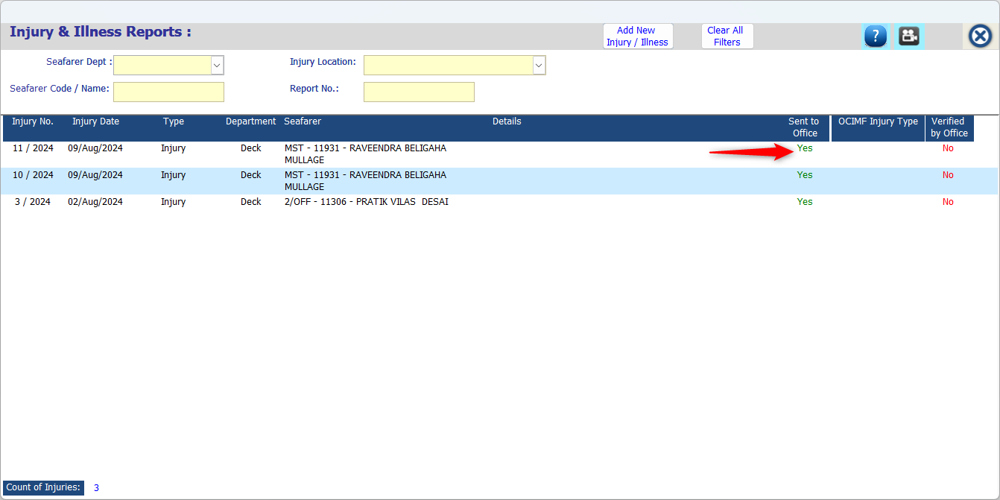 Injury & Illness Reports :
Add New
Injury / Illness
Clear All
Filters
?
Seafarer Dept :
Injury Location:
Seafarer Code / Name:
Report No.:
Injury No. Injury Date Type Department Seafarer Details Sent to Office OCIMF Injury Type Verified by Office
11 / 2024 09/Aug/2024 Injury Deck MST - 11931 - RAVEENDRA BELIGAHA Yes No
MULLAGE
10 / 2024 09/Aug/2024 Injury Deck MST - 11931 - RAVEENDRA BELIGAHA Yes No
MULLAGE
3 / 2024 02/Aug/2024 Injury Deck 2/OFF - 11306 - PRATIK VILAS DESAI Yes No
Count of Injuries: 3